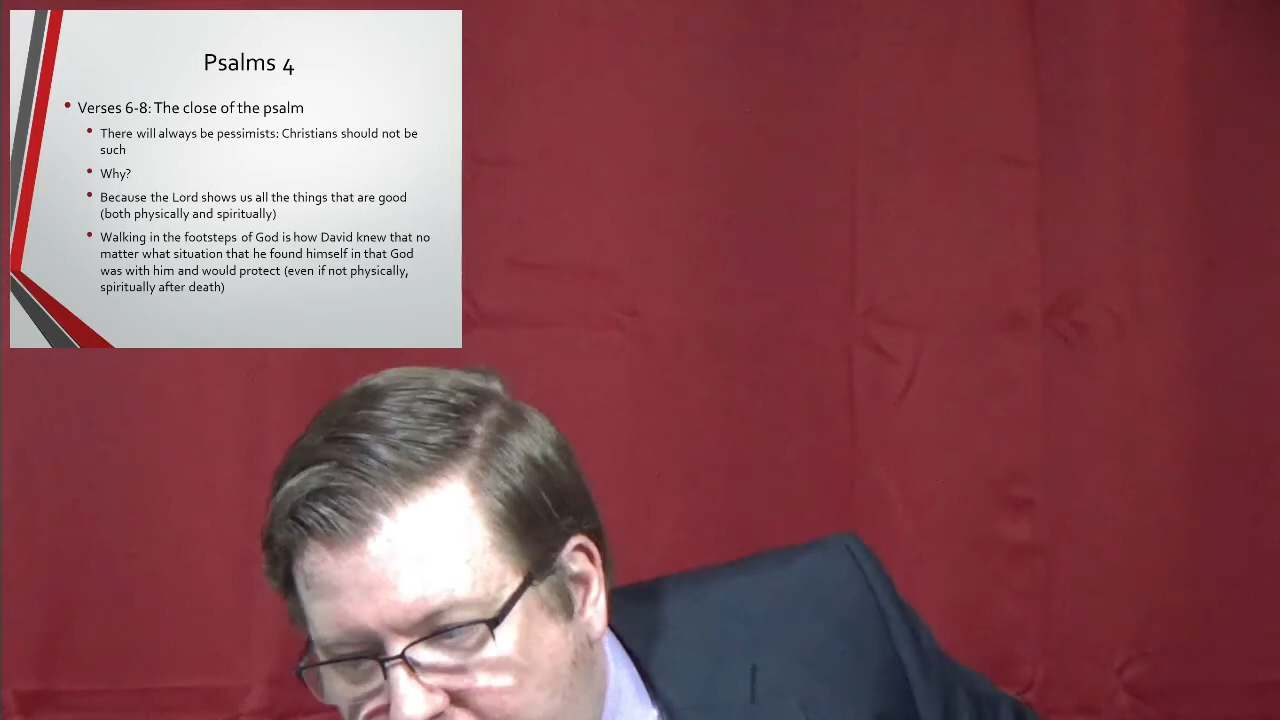 Psalms 4
• Verses 6-8: The close of the psalm
• There will always be pessimists: Christians should not be
such
• Why?
• Because the Lord shows us all the things that are good
(both physically and spiritually)
• Walking in the footsteps of God is how David knew that no
matter what situation that he found himself in that God
was with him and would protect (even if not physically,
spiritually after death)